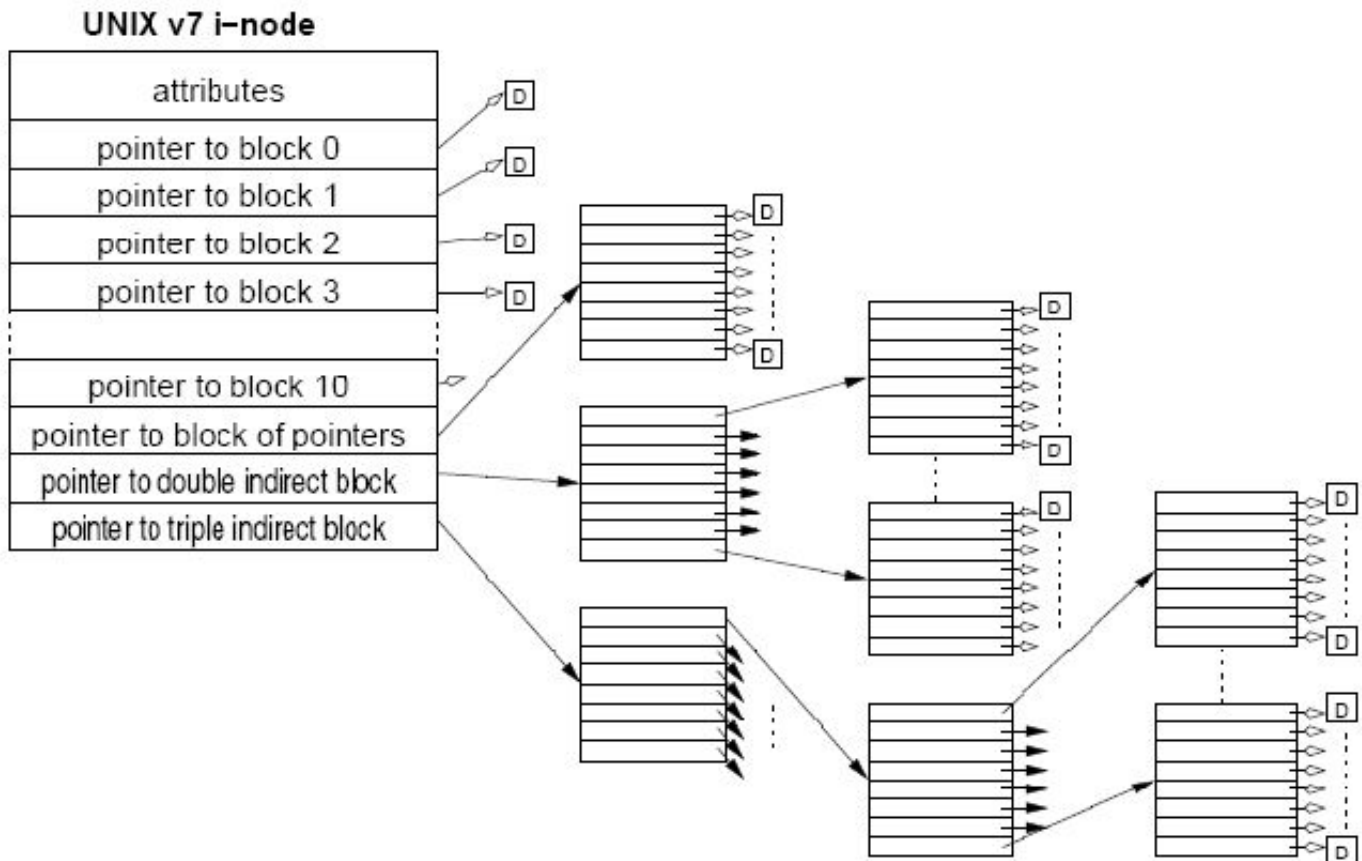 UNIX v7 i-node
attributes
pointer to block 0
pointer to block 1
pointer to block 2
pointer to block 3
pointer to block 10
pointer to block of pointers
pointer to double indirect block
pointer to triple indirect block
D
D
D
D
D
D
D
D
D
D
D
D
D